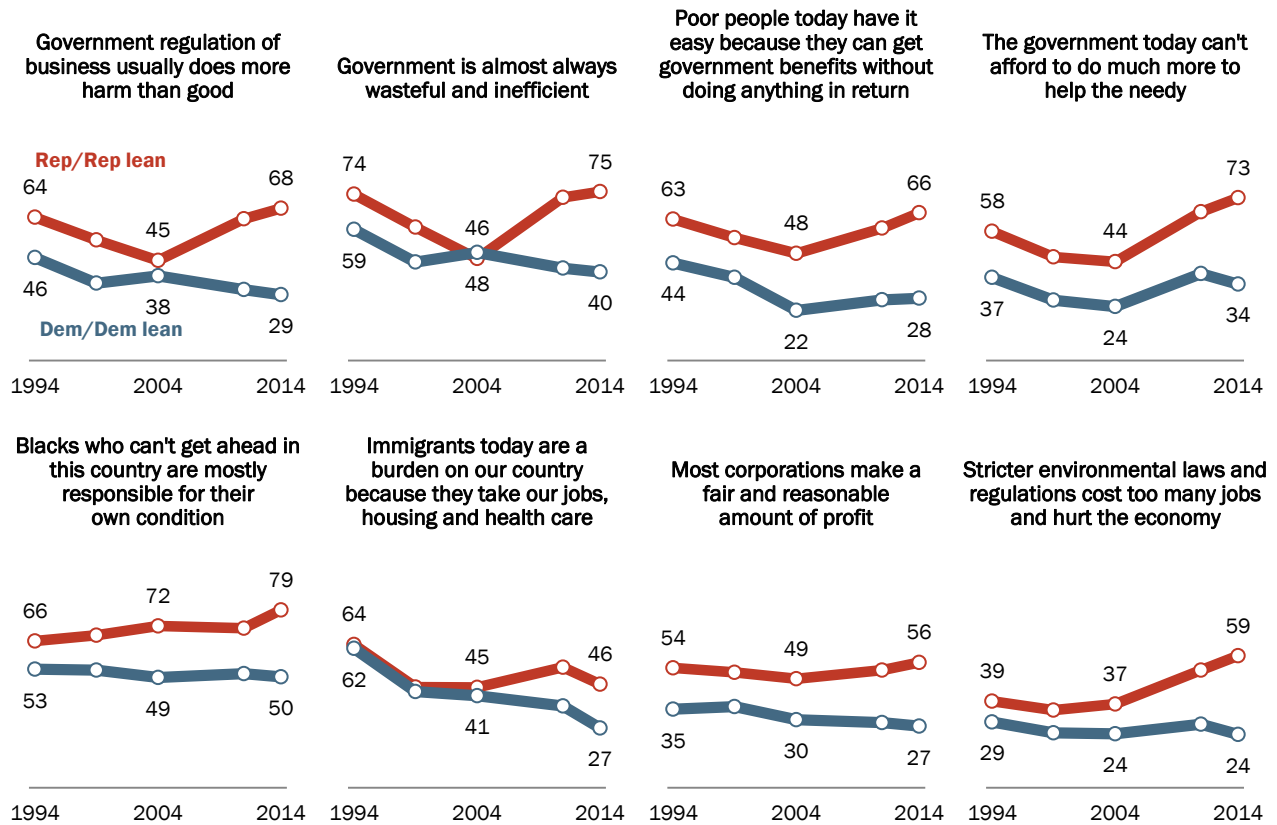 Government regulation of
business usually does more
harm than good
Rep/Rep lean
64
45
68
46
38
29
Dem/Dem lean
1994 2004 2014
Government is almost always
wasteful and inefficient
74
46
75
59
48
40
1994 2004 2014
Poor people today have it
easy because they can get
government benefits without
doing anything in return
63
48
66
44
22
28
1994 2004 2014
The government today can't
afford to do much more to
help the needy
58
44
73
37
24
34
1994 2004 2014
Blacks who can't get ahead in
this country are mostly
responsible for their
own condition
66
72
79
53
49
50
1994 2004 2014
Immigrants today are a
burden on our country
because they take our jobs,
housing and health care
64
45
46
62
41
27
1994 2004 2014
Most corporations make a
fair and reasonable
amount of profit
54
49
56
35
30
27
1994 2004 2014
Stricter environmental laws and
regulations cost too many jobs
and hurt the economy
39
37
59
29
24
24
1994 2004 2014